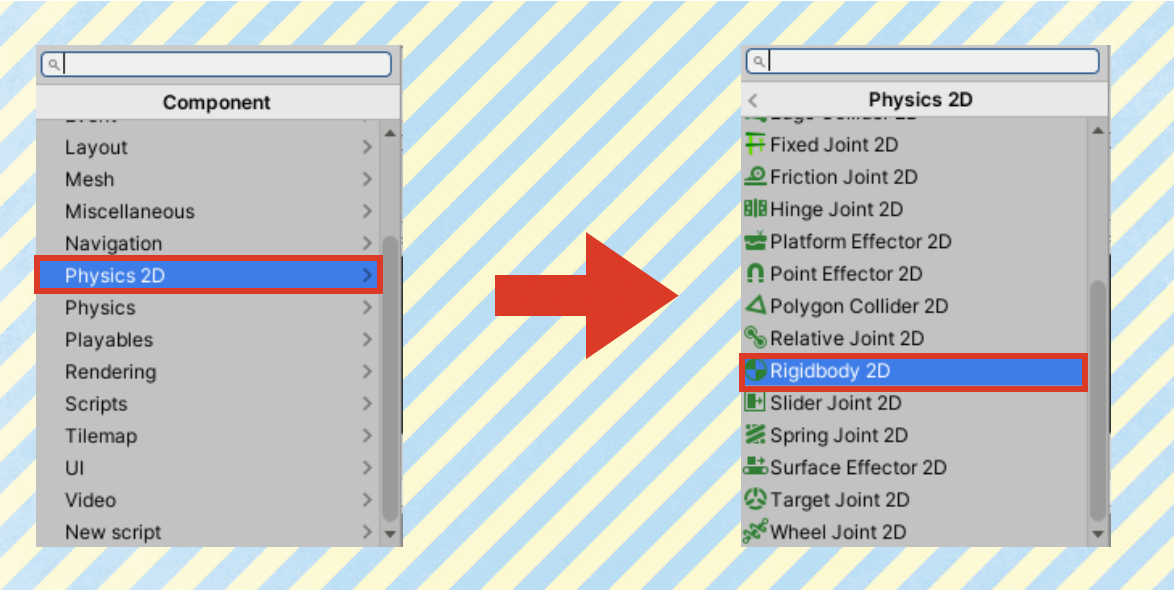 Component
Layout
Mesh
Miscellaneous
Navigation
Physics 2D
Physics
Playables
Rendering
Scripts
Tilemap
UI
Video
New script
Physics 2D
Fixed Joint 2D
Friction Joint 2D
Hinge Joint 2D
Platform Effector 2D
Point Effector 2D
Polygon Collider 2D
Relative Joint 2D
Rigidbody 2D
Slider Joint 2D
Spring Joint 2D
Surface Effector 2D
Target Joint 2D
Wheel Joint 2D